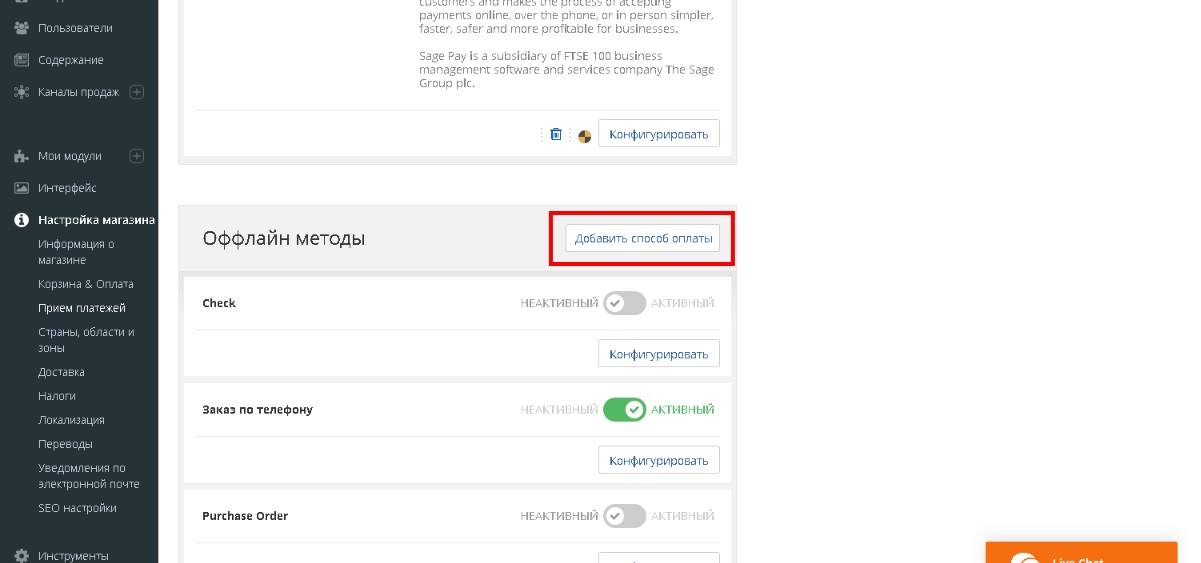 Пользователи
Содержание
Каналы продаж
Мои модули
Интерфейс
Настройка магазина
Информация о
магазине
Корзина & Оплата
Прием платежей
Страны, области и
зоны
Доставка
Налоги
Локализация
Переводы
Уведомления по
электронной почте
SEO настройки
Инструменты
customers and makes the process of accepting
payments online, over the phone, or in person simpler,
faster, safer and more profitable for businesses.
Sage Pay is a subsidiary of FTSE 100 business
management software and services company The Sage
Group plc.
Конфигурировать
Оффлайн методы
Добавить способ оплаты
Check НЕАКТИВНЫЙ АКТИВНЫЙ
Конфигурировать
Заказ по телефону НЕАКТИВНЫЙ АКТИВНЫЙ
Конфигурировать
Purchase Order НЕАКТИВНЫЙ АКТИВНЫЙ
Live Chat